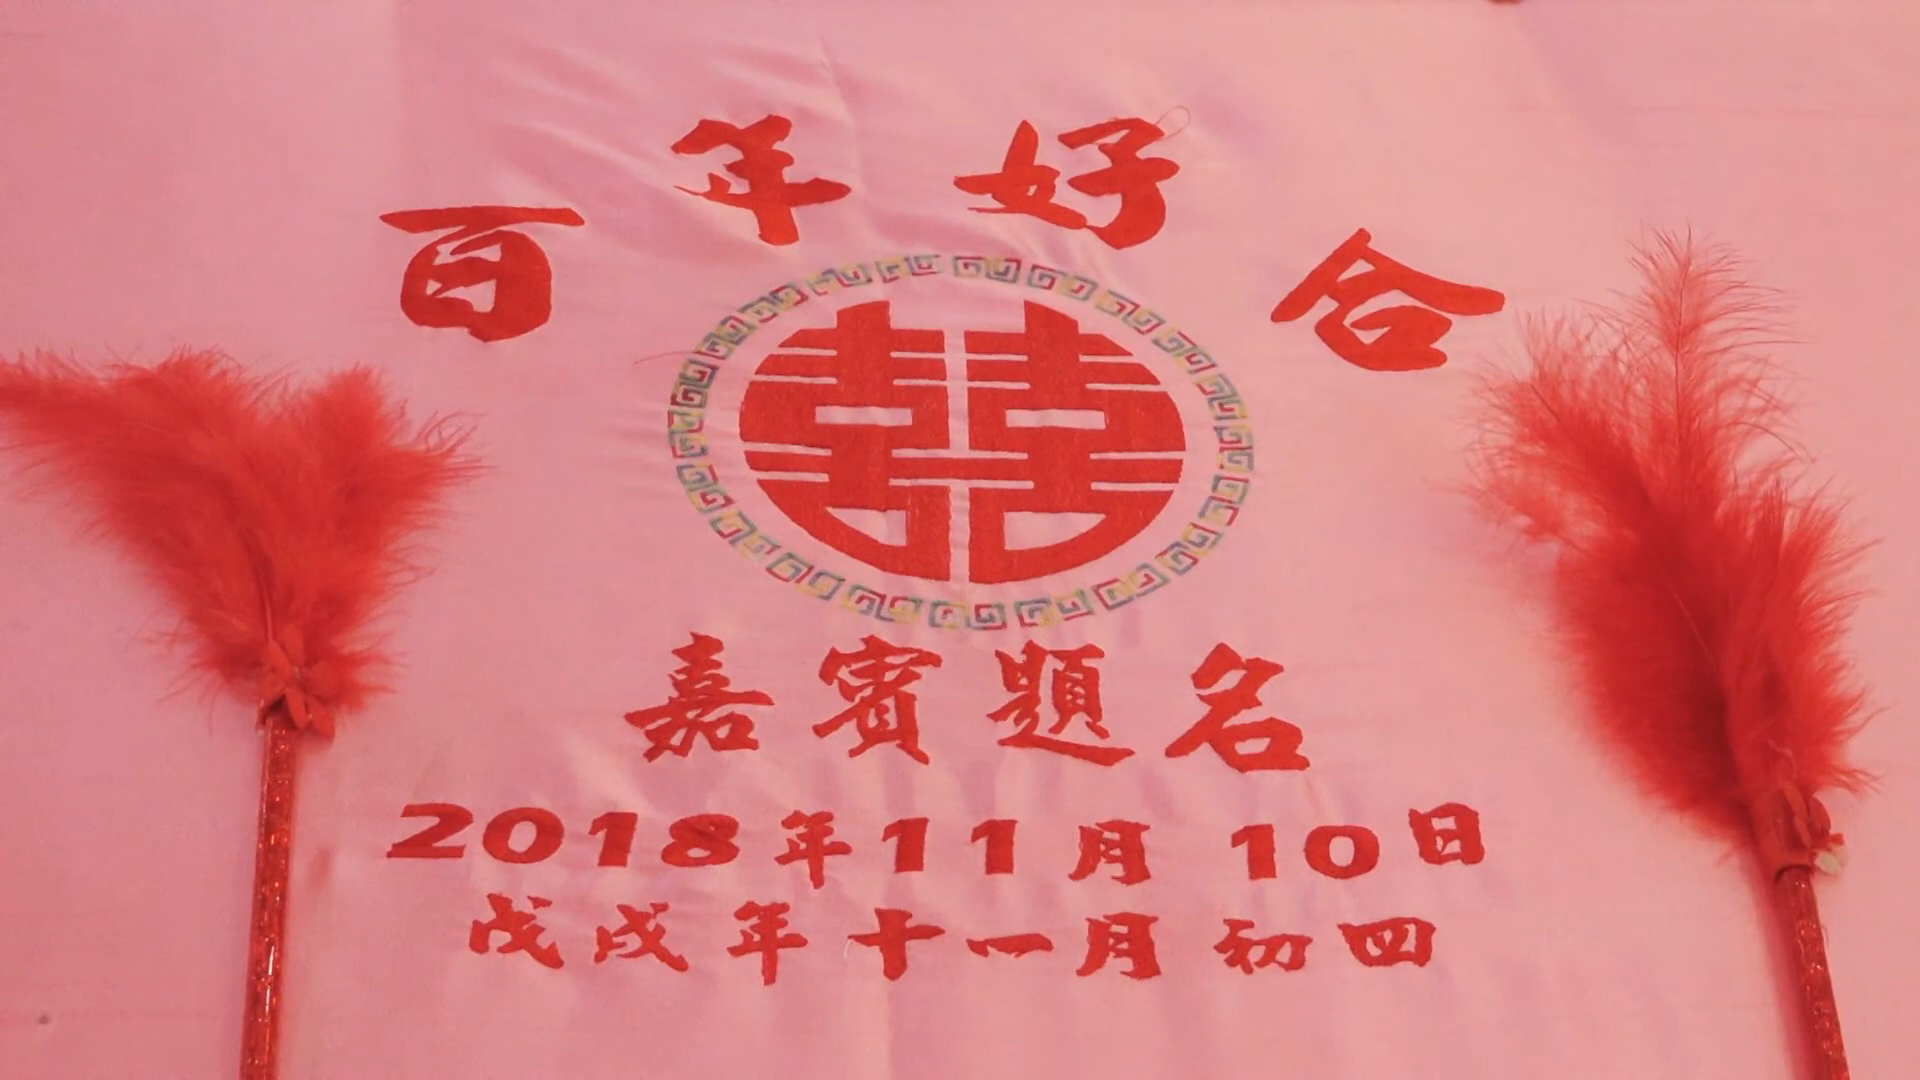 百年好合
囍
嘉賓題名
2018年11月10日
戊戌年十一月初四